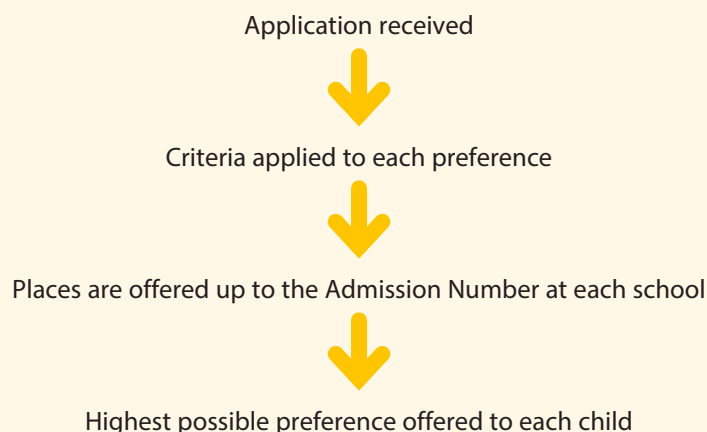 Application received
Criteria applied to each preference
Places are offered up to the Admission Number at each school
Highest possible preference offered to each child